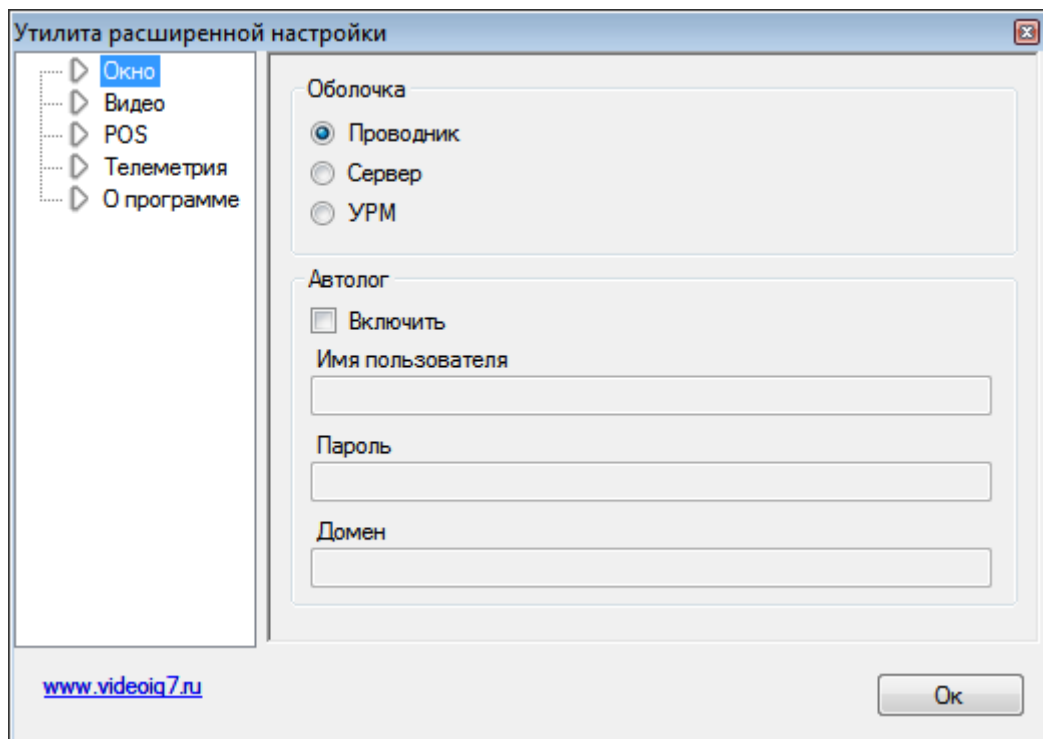 Утилита расширенной настройки
Окно
Видео
POS
Телеметрия
О программе
Оболочка
Проводник
Сервер
УРМ
Автолог
Включить
Имя пользователя
Пароль
Домен
www.videoiq7.ru
Ок